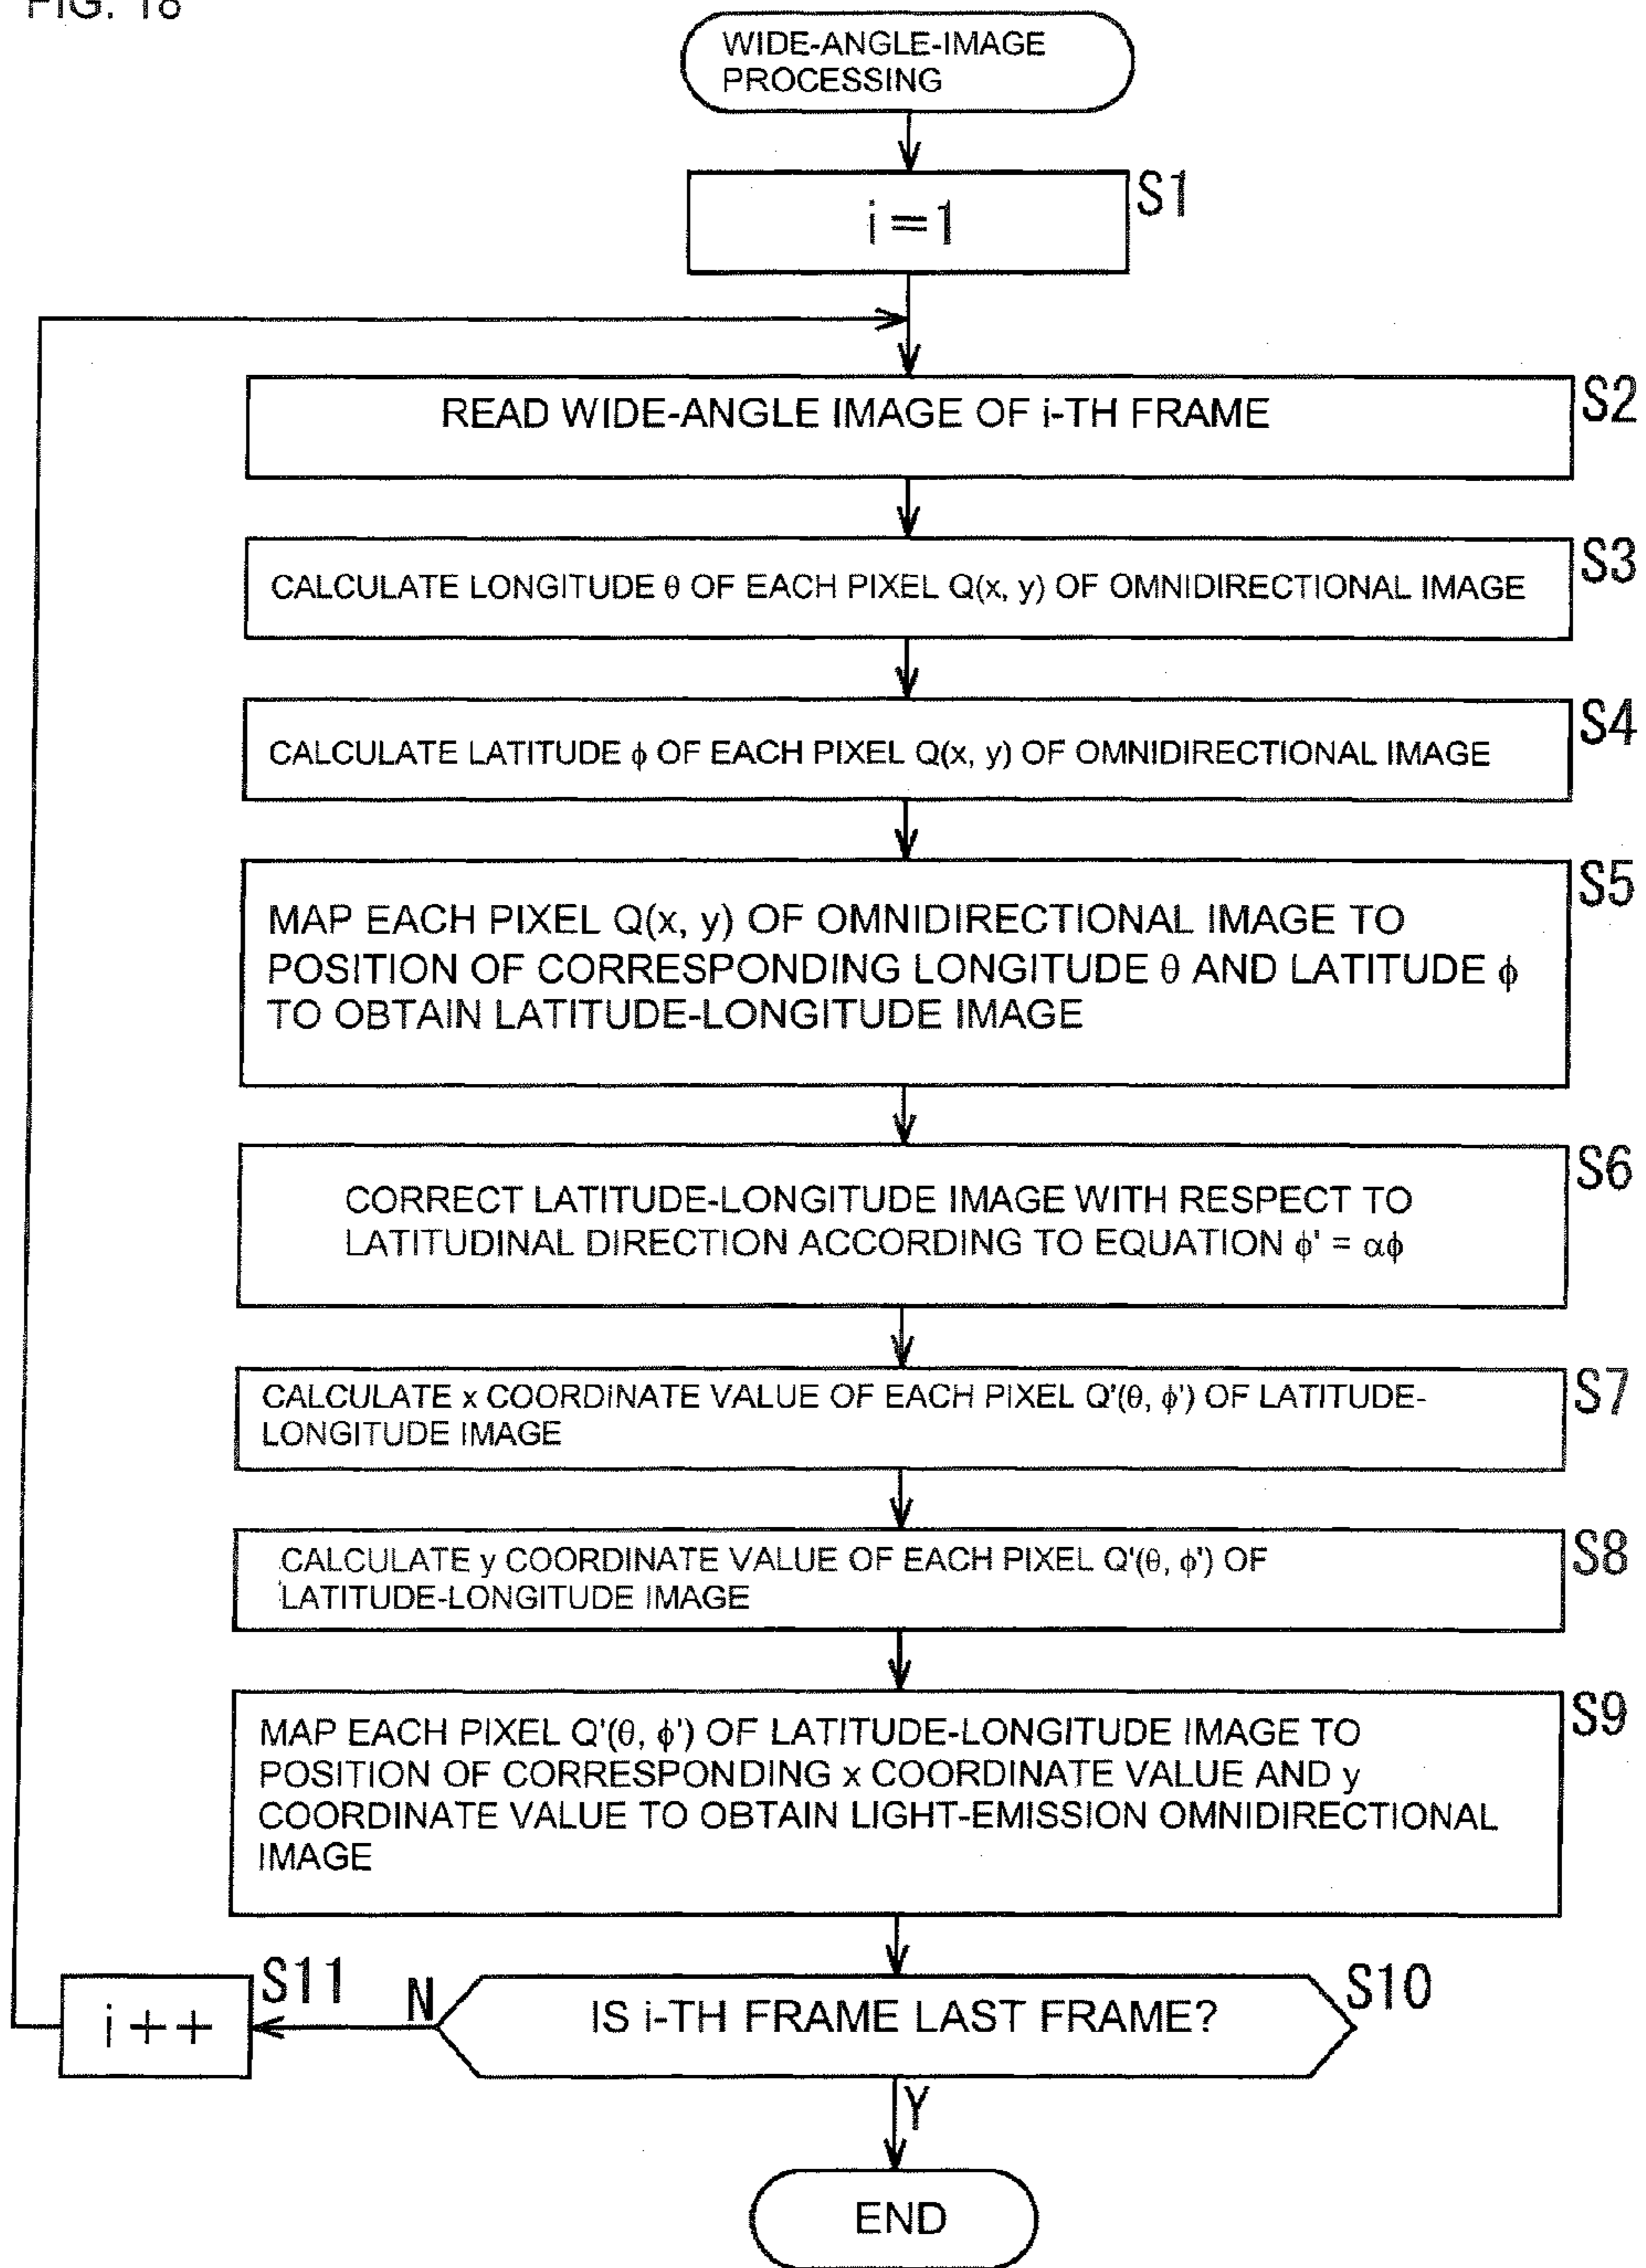 FIG. 18
WIDE-ANGLE-IMAGE
PROCESSING
i=1
S1
READ WIDE-ANGLE IMAGE OF i-TH FRAME
S2
CALCULATE LONGITUDE θ OF EACH PIXEL Q(x, y) OF OMNIDIRECTIONAL IMAGE
S3
CALCULATE LATITUDE ϕ OF EACH PIXEL Q(x, y) OF OMNIDIRECTIONAL IMAGE
S4
MAP EACH PIXEL Q(x, y) OF OMNIDIRECTIONAL IMAGE TO
POSITION OF CORRESPONDING LONGITUDE θ AND LATITUDE ϕ
TO OBTAIN LATITUDE-LONGITUDE IMAGE
S5
CORRECT LATITUDE-LONGITUDE IMAGE WITH RESPECT TO
LATITUDINAL DIRECTION ACCORDING TO EQUATION ϕ' = αϕ
S6
CALCULATE x COORDINATE VALUE OF EACH PIXEL Q'(θ, ϕ') OF LATITUDE-
LONGITUDE IMAGE
S7
CALCULATE y COORDINATE VALUE OF EACH PIXEL Q'(θ, ϕ') OF
LATITUDE-LONGITUDE IMAGE
S8
MAP EACH PIXEL Q'(θ, ϕ') OF LATITUDE-LONGITUDE IMAGE TO
POSITION OF CORRESPONDING x COORDINATE VALUE AND y
COORDINATE VALUE TO OBTAIN LIGHT-EMISSION OMNIDIRECTIONAL
IMAGE
S9
IS i-TH FRAME LAST FRAME?
S10
N
S11
i++
Y
END